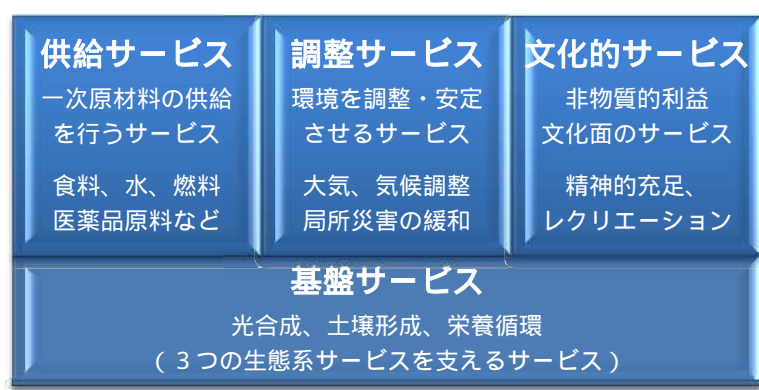 供給サービス
一次原材料の供給
を行うサービス
食料、水、燃料
医薬品原料など
調整サービス
環境を調整・安定
させるサービス
大気、気候調整
局所災害の緩和
文化的サービス
非物質的利益
文化面のサービス
精神的充足、
レクリエーション
基盤サービス
光合成、土壌形成、栄養循環
(３つの生態系サービスを支えるサービス)